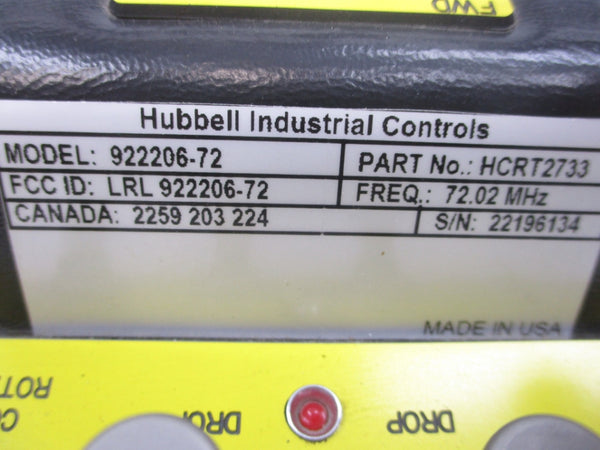 FWD
Hubbell Industrial Controls
MODEL: 922206-72 PART No.: HCRT2733
FCC ID: LRL 922206-72 FREQ.: 72.02 MHz
CANADA: 2259 203 224 S/N: 22196134
MADE IN USA
DROP
DROP